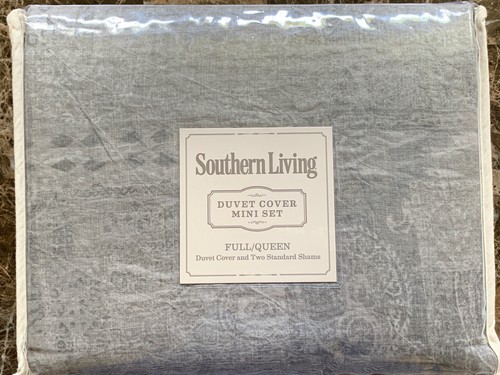 Southern Living
DUVET COVER
MINI SET
FULL/QUEEN
Duvet Cover and Two Standard Shams